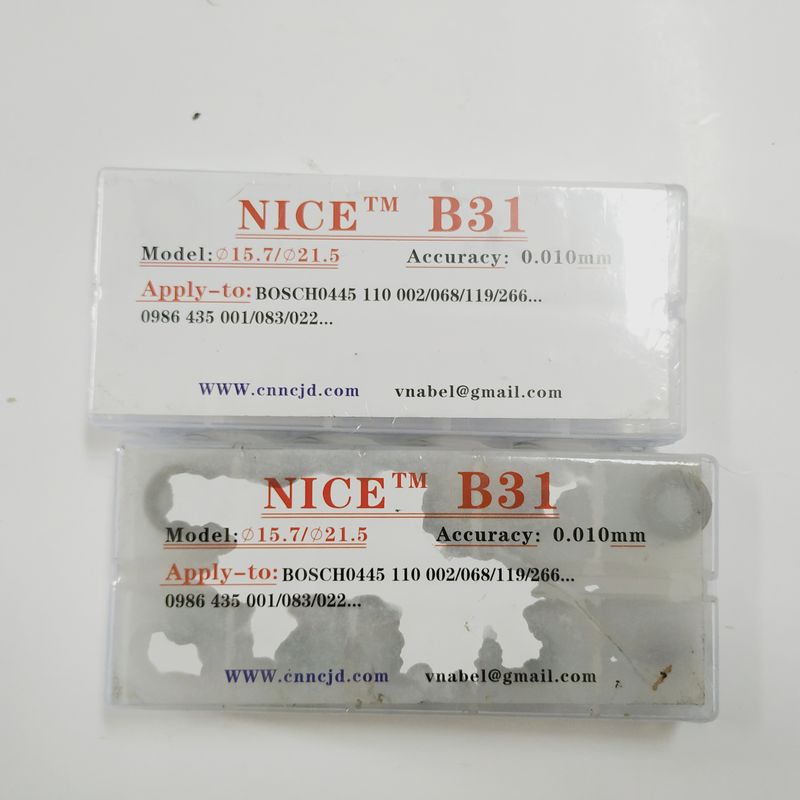 NICE™ B31
Model:∅15.7/∅21.5 Accuracy: 0.010mm
Apply-to: BOSCH0445 110 002/068/119/266...
0986 435 001/083/022...
WWW.cnncjd.com vnabel@gmail.com
NICE™ B31
Model:∅15.7/∅21.5 Accuracy: 0.010mm
Apply-to: BOSCH0445 110 002/068/119/266...
0986 435 001/083/022...
WWW.cnncjd.com vnabel@gmail.com